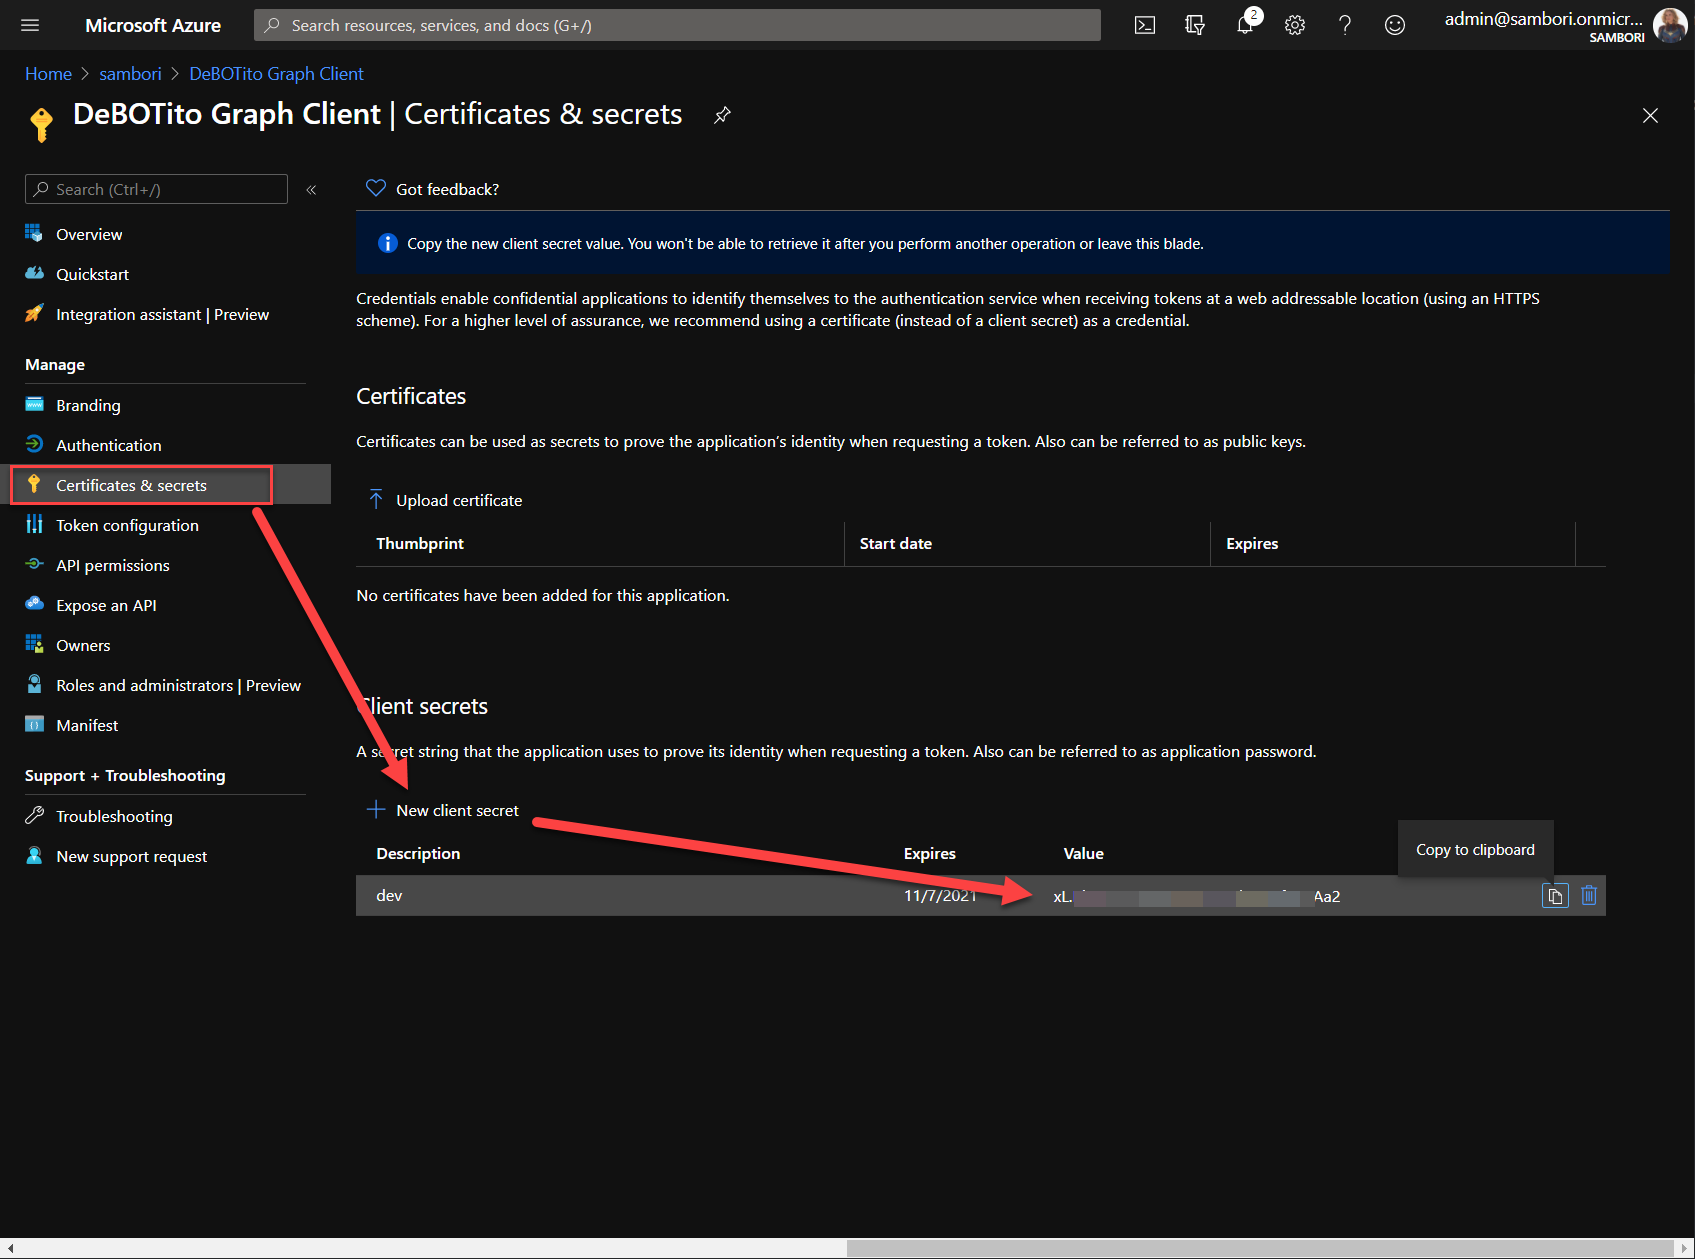 Microsoft Azure
Search resources, services, and docs (G+/)
2
admin@sambori.onmicr...
SAMBORI
Home > sambori > DeBOTito Graph Client
DeBOTito Graph Client | Certificates & secrets
Search (Ctrl+/)
«
Overview
Quickstart
Integration assistant | Preview
Manage
Branding
Authentication
Certificates & secrets
Token configuration
API permissions
Expose an API
Owners
Roles and administrators | Preview
Manifest
Support + Troubleshooting
Troubleshooting
New support request
Got feedback?
Copy the new client secret value. You won't be able to retrieve it after you perform another operation or leave this blade.
Credentials enable confidential applications to identify themselves to the authentication service when receiving tokens at a web addressable location (using an HTTPS
scheme). For a higher level of assurance, we recommend using a certificate (instead of a client secret) as a credential.
Certificates
Certificates can be used as secrets to prove the application's identity when requesting a token. Also can be referred to as public keys.
Upload certificate
Thumbprint Start date Expires
No certificates have been added for this application.
Client secrets
A secret string that the application uses to prove its identity when requesting a token. Also can be referred to as application password.
New client secret
Description Expires Value
Copy to clipboard
dev 11/7/2021 xL. Aa2